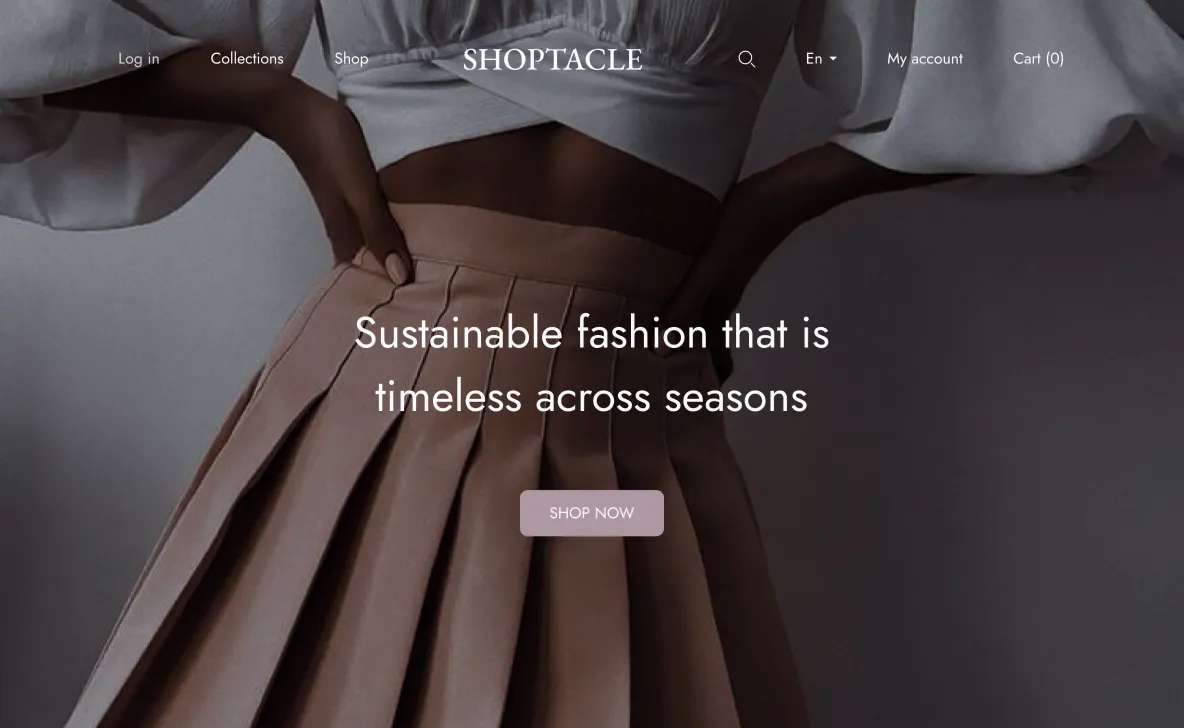 Log in
Collections
Shop
SHOPTACLE
En
My account
Cart (0)
Sustainable fashion that is
timeless across seasons
SHOP NOW